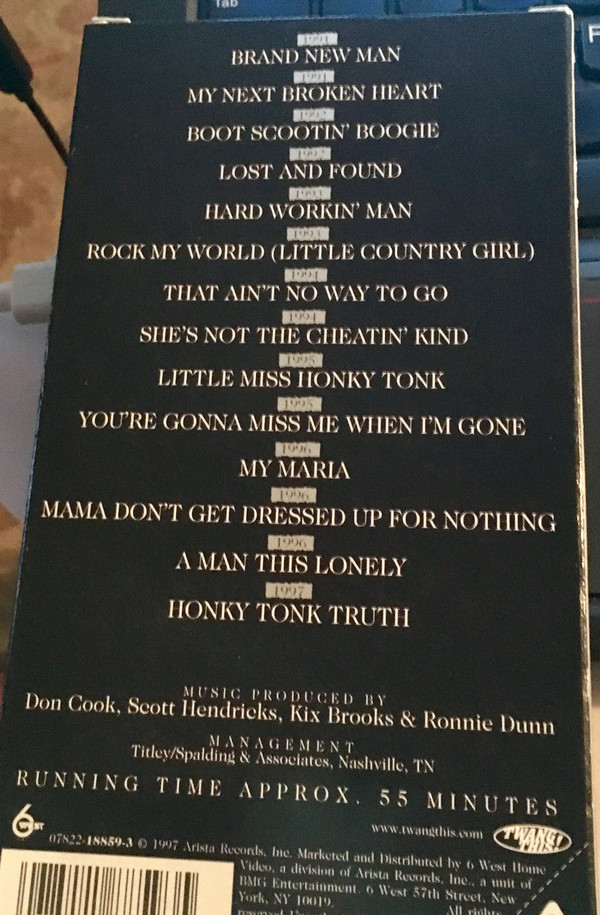 Tab
1991
BRAND NEW MAN
1991
MY NEXT BROKEN HEART
1992
BOOT SCOOTIN' BOOGIE
1992
LOST AND FOUND
1993
HARD WORKIN' MAN
1993
ROCK MY WORLD (LITTLE COUNTRY GIRL)
1994
THAT AIN'T NO WAY TO GO
1994
SHE'S NOT THE CHEATIN' KIND
1995
LITTLE MISS HONKY TONK
1995
YOU'RE GONNA MISS ME WHEN I'M GONE
1996
MY MARIA
1996
MAMA DON'T GET DRESSED UP FOR NOTHING
1996
A MAN THIS LONELY
1997
HONKY TONK TRUTH
MUSIC PRODUCED BY
Don Cook, Scott Hendricks, Kix Brooks & Ronnie Dunn
MANAGEMENT
Titley/Spalding & Associates, Nashville, TN
RUNNING TIME APPROX. 55 MINUTES
6 WEST
www.twangthis.com
TWANG! THIS
07822-18859-3 © 1997 Arista Records, Inc. Marketed and Distributed by 6 West Home
Video, a division of Arista Records, Inc., a unit of
BMG Entertainment. 6 West 57th Street, New
York, NY 10019. All rights
reserved.